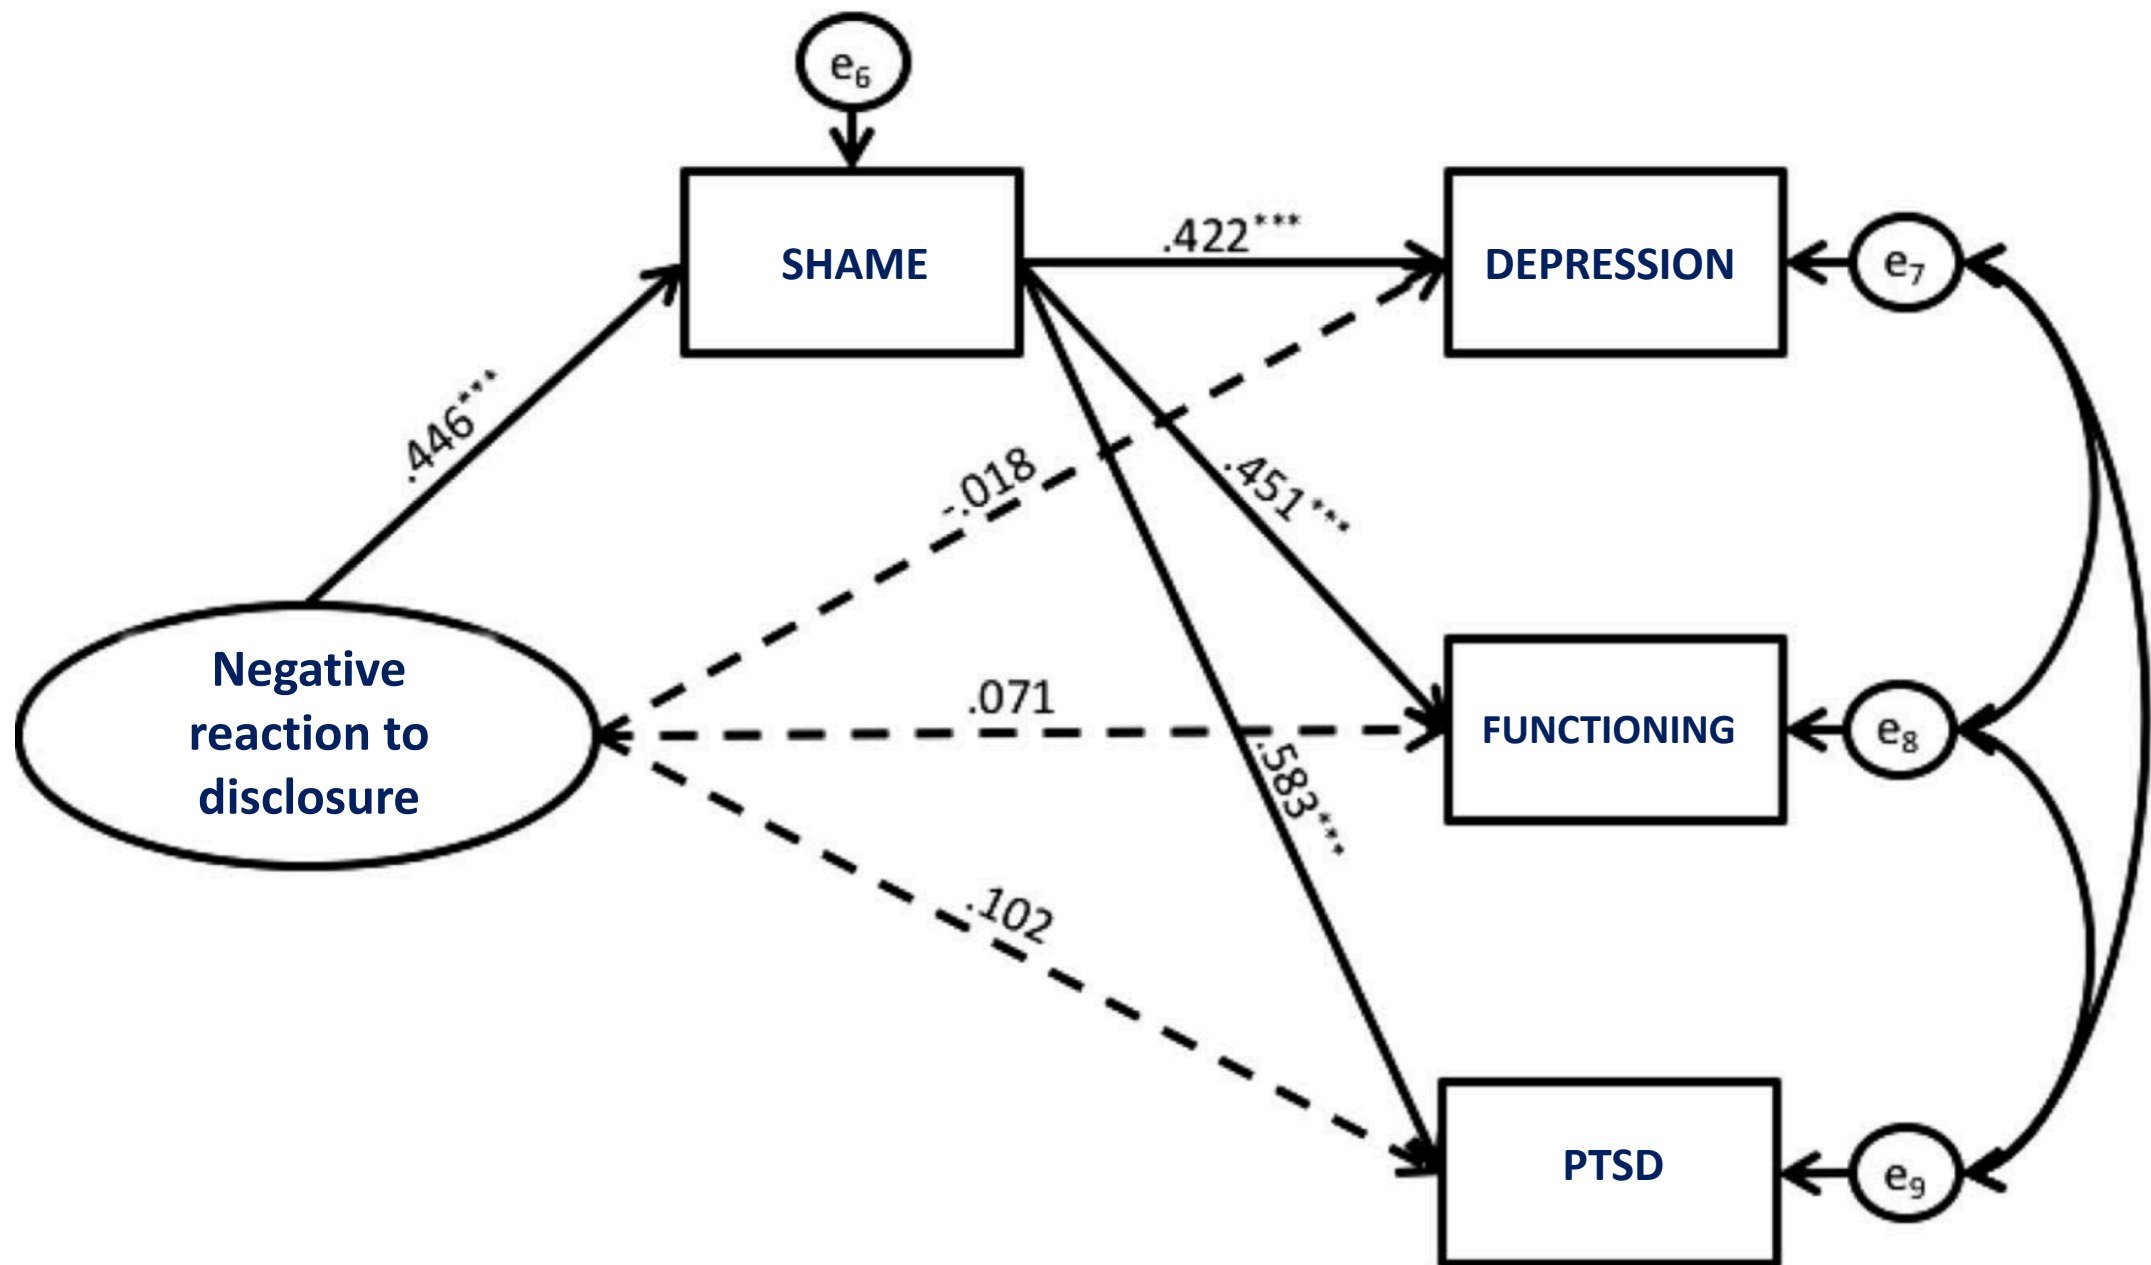 e6
SHAME
DEPRESSION
e7
.422***
.446***
-.018
.451***
Negative
reaction to
disclosure
.071
FUNCTIONING
e8
.583***
.102
PTSD
e9